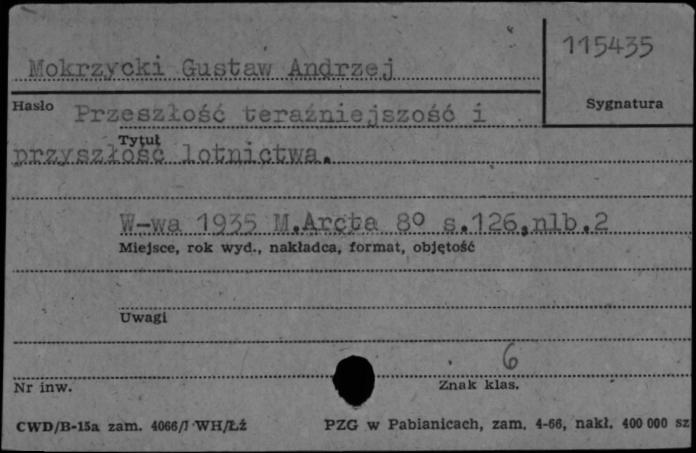 115435
Mokrzycki Gustaw Andrzej
Sygnatura
Hasło Przeszłość teraźniejszość i
Tytuł
przyszłość lotnictwa.
W-wa 1935 M.Arcta 8º s.126,nlb.2
Miejsce, rok wyd., nakładca, format, objętość
Uwagi
6
Nr inw. Znak klas.
CWD/B-15a zam. 4066/7 WH/Łź PZG w Pabianicach, zam. 4-66, nakł. 400 000 sz